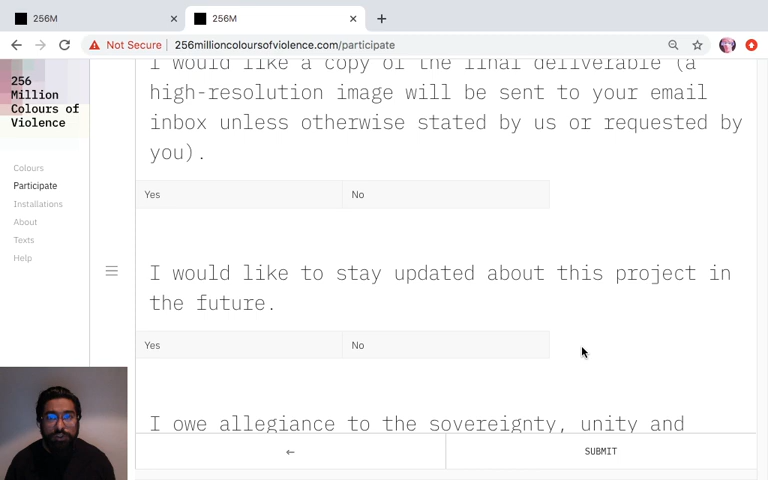 256M
256M
Not Secure
256millioncoloursofviolence.com/participate
256
Million
Colours of
Violence
Colours
Participate
Installations
About
Texts
Help
I would like a copy of the final deliverable (a
high-resolution image will be sent to your email
inbox unless otherwise stated by us or requested by
you).
Yes
No
I would like to stay updated about this project in
the future.
Yes
No
I owe allegiance to the sovereignty, unity and
SUBMIT